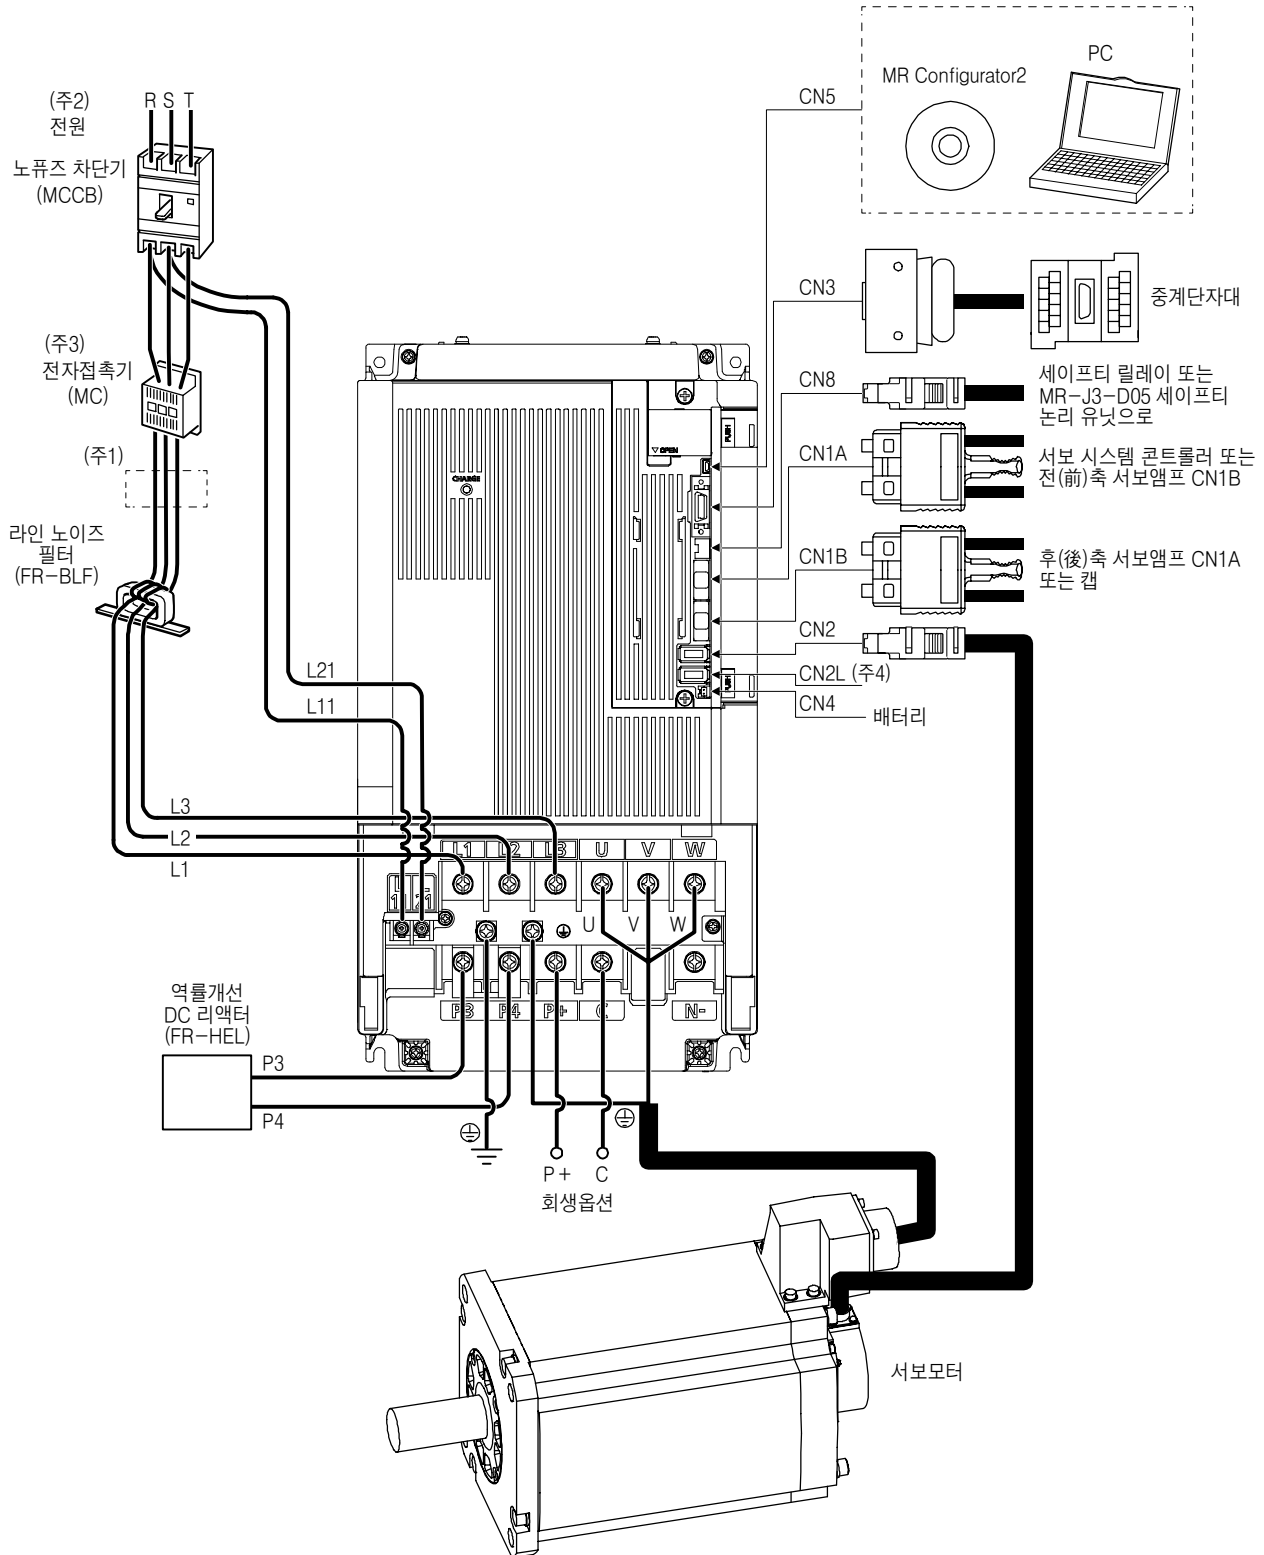 PC
MR Configurator2
CN5
(주2)
전원
R S T
노퓨즈 차단기
(MCCB)
CN3
중계단자대
(주3)
전자접촉기
(MC)
CN8
세이프티 릴레이 또는
MR-J3-D05 세이프티
논리 유닛으로
CN1A
서보 시스템 콘트롤러 또는
전(前)축 서보앰프 CN1B
(주1)
OPEN
PUSH
CHARGE
라인 노이즈
필터
(FR-BLF)
CN1B
후(後)축 서보앰프 CN1A
또는 캡
CN2
CN2L (주4)
PUSH
CN4
배터리
L21
L11
L3
L2
L1
L1 L2 L3 U V W
L11 L21
U V W
P3 P4 P+ C N-
역률개선
DC 리액터
(FR-HEL)
P3
P4
P+ C
회생옵션
서보모터